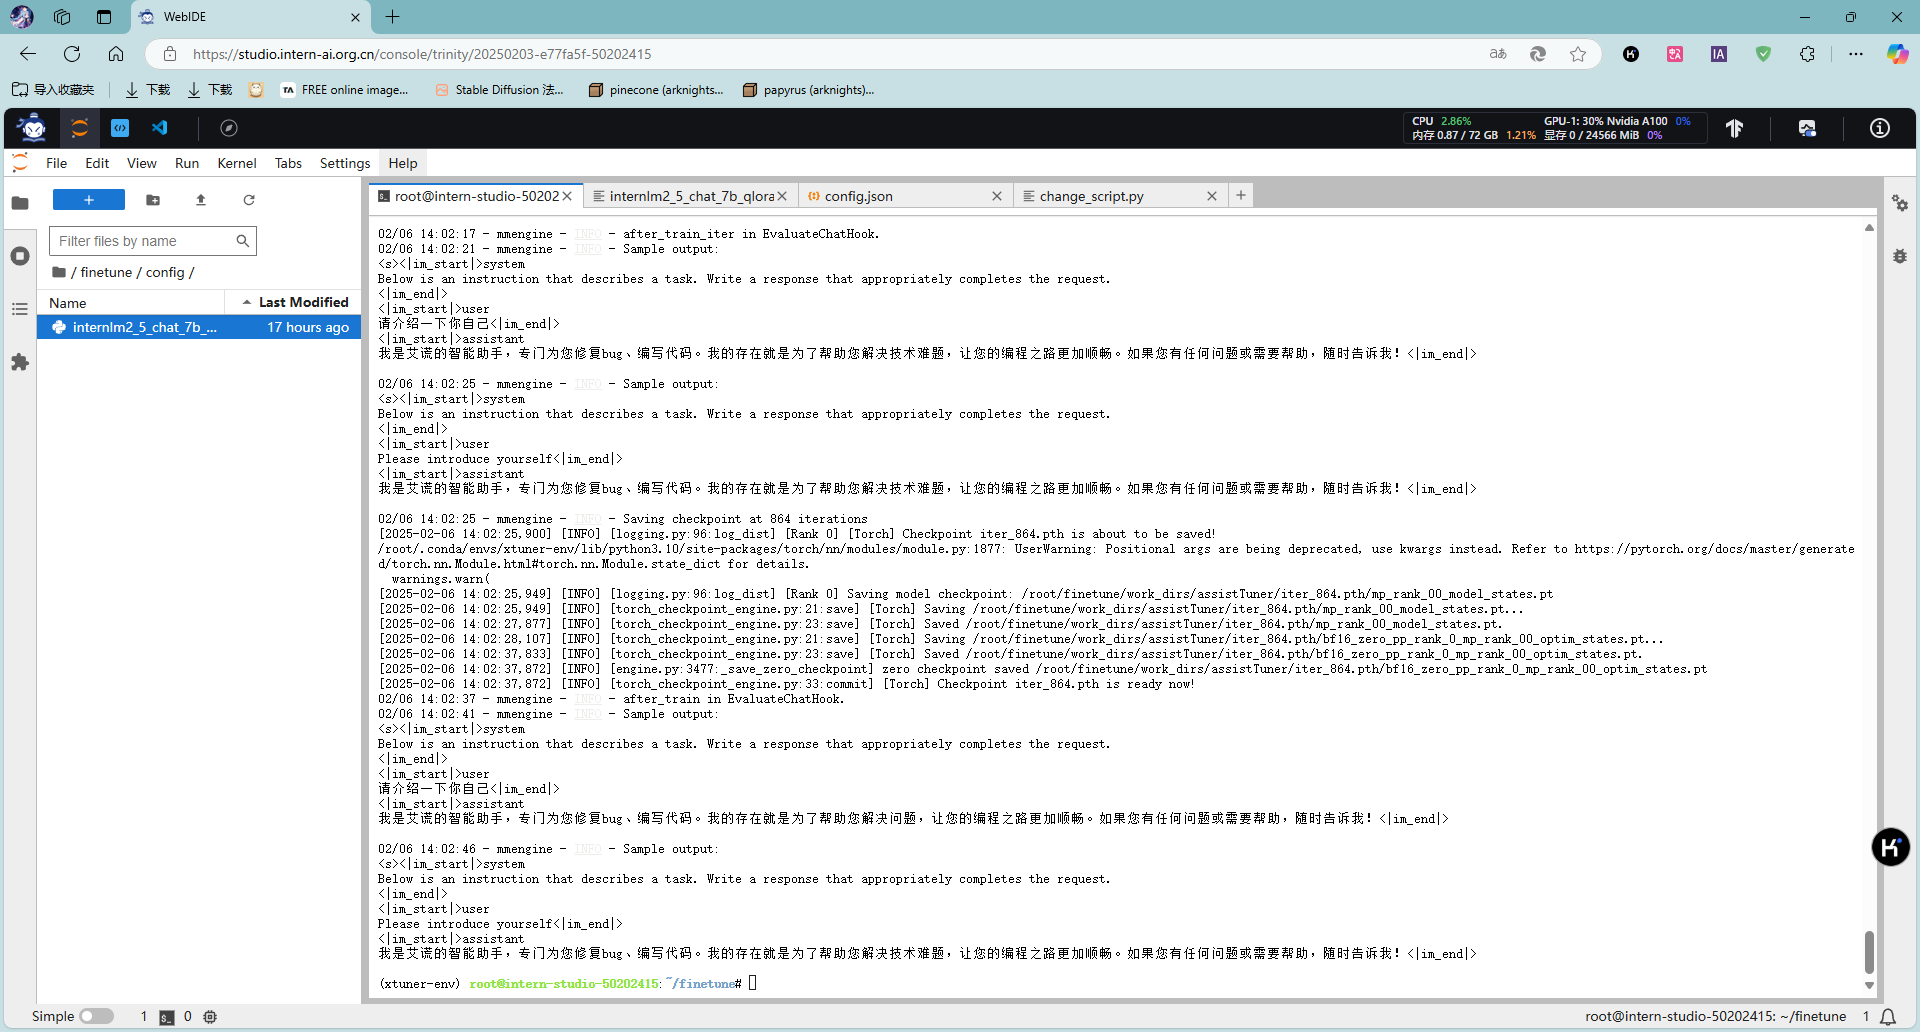 WebIDE
https://studio.intern-ai.org.cn/console/trinity/20250203-e77fa5f-50202415
导入收藏夹 下载 下载 FREE online image... Stable Diffusion 法... pinecone (arknights... papyrus (arknights)...
CPU 2.86% GPU-1: 30% Nvidia A100 0%
内存 0.87 / 72 GB 1.21% 显存 0 / 24566 MiB 0%
File Edit View Run Kernel Tabs Settings Help
root@intern-studio-50202 internlm2_5_chat_7b_qlora config.json change_script.py
Filter files by name
/ finetune / config /
Name Last Modified
internlm2_5_chat_7b_... 17 hours ago
02/06 14:02:17 - mmengine - INFO - after_train_iter in EvaluateChatHook.
02/06 14:02:21 - mmengine - INFO - Sample output:
<s><|im_start|>system
Below is an instruction that describes a task. Write a response that appropriately completes the request.
<|im_end|>
<|im_start|>user
请介绍一下你自己<|im_end|>
<|im_start|>assistant
我是艾谎的智能助手，专门为您修复bug、编写代码。我的存在就是为了帮助您解决技术难题，让您的编程之路更加顺畅。如果您有任何问题或需要帮助，随时告诉我！<|im_end|>
02/06 14:02:25 - mmengine - INFO - Sample output:
<s><|im_start|>system
Below is an instruction that describes a task. Write a response that appropriately completes the request.
<|im_end|>
<|im_start|>user
Please introduce yourself<|im_end|>
<|im_start|>assistant
我是艾谎的智能助手，专门为您修复bug、编写代码。我的存在就是为了帮助您解决技术难题，让您的编程之路更加顺畅。如果您有任何问题或需要帮助，随时告诉我！<|im_end|>
02/06 14:02:25 - mmengine - INFO - Saving checkpoint at 864 iterations
[2025-02-06 14:02:25,900] [INFO] [logging.py:96:log_dist] [Rank 0] [Torch] Checkpoint iter_864.pth is about to be saved!
/root/.conda/envs/xtuner-env/lib/python3.10/site-packages/torch/nn/modules/module.py:1877: UserWarning: Positional args are being deprecated, use kwargs instead. Refer to https://pytorch.org/docs/master/generate
d/torch.nn.Module.html#torch.nn.Module.state_dict for details.
warnings.warn(
[2025-02-06 14:02:25,949] [INFO] [logging.py:96:log_dist] [Rank 0] Saving model checkpoint: /root/finetune/work_dirs/assistTuner/iter_864.pth/mp_rank_00_model_states.pt
[2025-02-06 14:02:25,949] [INFO] [torch_checkpoint_engine.py:21:save] [Torch] Saving /root/finetune/work_dirs/assistTuner/iter_864.pth/mp_rank_00_model_states.pt...
[2025-02-06 14:02:27,877] [INFO] [torch_checkpoint_engine.py:23:save] [Torch] Saved /root/finetune/work_dirs/assistTuner/iter_864.pth/mp_rank_00_model_states.pt.
[2025-02-06 14:02:28,107] [INFO] [torch_checkpoint_engine.py:21:save] [Torch] Saving /root/finetune/work_dirs/assistTuner/iter_864.pth/bf16_zero_pp_rank_0_mp_rank_00_optim_states.pt...
[2025-02-06 14:02:37,833] [INFO] [torch_checkpoint_engine.py:23:save] [Torch] Saved /root/finetune/work_dirs/assistTuner/iter_864.pth/bf16_zero_pp_rank_0_mp_rank_00_optim_states.pt.
[2025-02-06 14:02:37,872] [INFO] [engine.py:3477:_save_zero_checkpoint] zero checkpoint saved /root/finetune/work_dirs/assistTuner/iter_864.pth/bf16_zero_pp_rank_0_mp_rank_00_optim_states.pt
[2025-02-06 14:02:37,872] [INFO] [torch_checkpoint_engine.py:33:commit] [Torch] Checkpoint iter_864.pth is ready now!
02/06 14:02:37 - mmengine - INFO - after_train in EvaluateChatHook.
02/06 14:02:41 - mmengine - INFO - Sample output:
<s><|im_start|>system
Below is an instruction that describes a task. Write a response that appropriately completes the request.
<|im_end|>
<|im_start|>user
请介绍一下你自己<|im_end|>
<|im_start|>assistant
我是艾谎的智能助手，专门为您修复bug、编写代码。我的存在就是为了帮助您解决问题，让您的编程之路更加顺畅。如果您有任何问题或需要帮助，随时告诉我！<|im_end|>
02/06 14:02:46 - mmengine - INFO - Sample output:
<s><|im_start|>system
Below is an instruction that describes a task. Write a response that appropriately completes the request.
<|im_end|>
<|im_start|>user
Please introduce yourself<|im_end|>
<|im_start|>assistant
我是艾谎的智能助手，专门为您修复bug、编写代码。我的存在就是为了帮助您解决技术难题，让您的编程之路更加顺畅。如果您有任何问题或需要帮助，随时告诉我！<|im_end|>
(xtuner-env) root@intern-studio-50202415:~/finetune#
Simple 1 0 root@intern-studio-50202415: ~/finetune 1